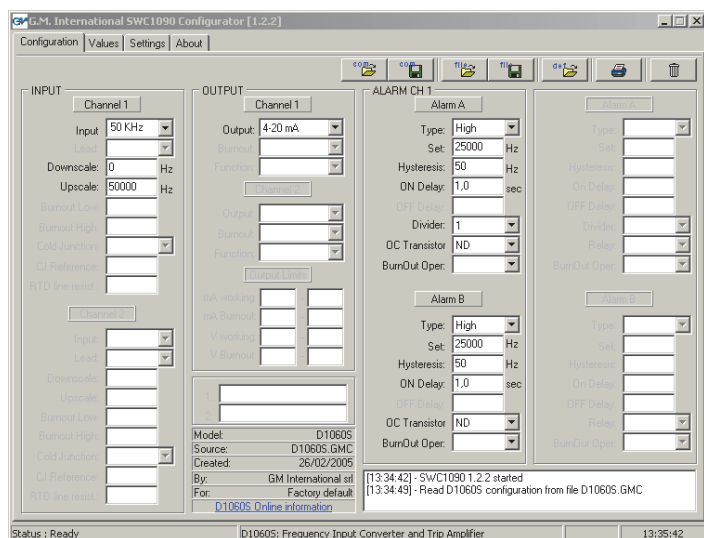 G.M. International SWC1090 Configurator [1.2.2]
Configuration Values Settings About
com com file file det
INPUT
Channel 1
Input 50 KHz
Lead:
Downscale: 0 Hz
Upscale: 50000 Hz
Burnout Low:
Burnout High:
Cold Junction:
CJ Reference:
RTD line resist.
Channel 2
Input:
Lead:
Downscale:
Upscale:
Burnout Low:
Burnout High:
Cold Junction:
CJ Reference:
RTD line resist.
OUTPUT
Channel 1
Output: 4-20 mA
Burnout:
Function:
Channel 2
Output:
Burnout:
Function:
Output Limits
mA working: -
mA Burnout: -
V working: -
V Burnout: -
1
2
Model: D1060S
Source: D1060S.GMC
Created: 26/02/2005
By: GM International srl
For: Factory default
D1060S Online information
ALARM CH 1
Alarm A
Type: High
Set: 25000 Hz
Hysteresis: 50 Hz
ON Delay: 1,0 sec
OFF Delay:
Divider: 1
OC Transistor ND
BurnOut Oper:
Alarm B
Type: High
Set: 25000 Hz
Hysteresis: 50 Hz
ON Delay: 1,0 sec
OFF Delay:
OC Transistor ND
BurnOut Oper:
Alarm A
Type:
Set:
Hysteresis:
On Delay:
OFF Delay:
Divider:
Relay:
BurnOut Oper:
Alarm B
Type:
Set:
Hysteresis:
ON Delay:
OFF Delay:
Relay:
BurnOut Oper:
[13:34:42] - SWC1090 1.2.2 started
[13:34:49] - Read D1060S configuration from file D1060S.GMC
Status : Ready
D1060S: Frequency Input Converter and Trip Amplifier
13:35:42